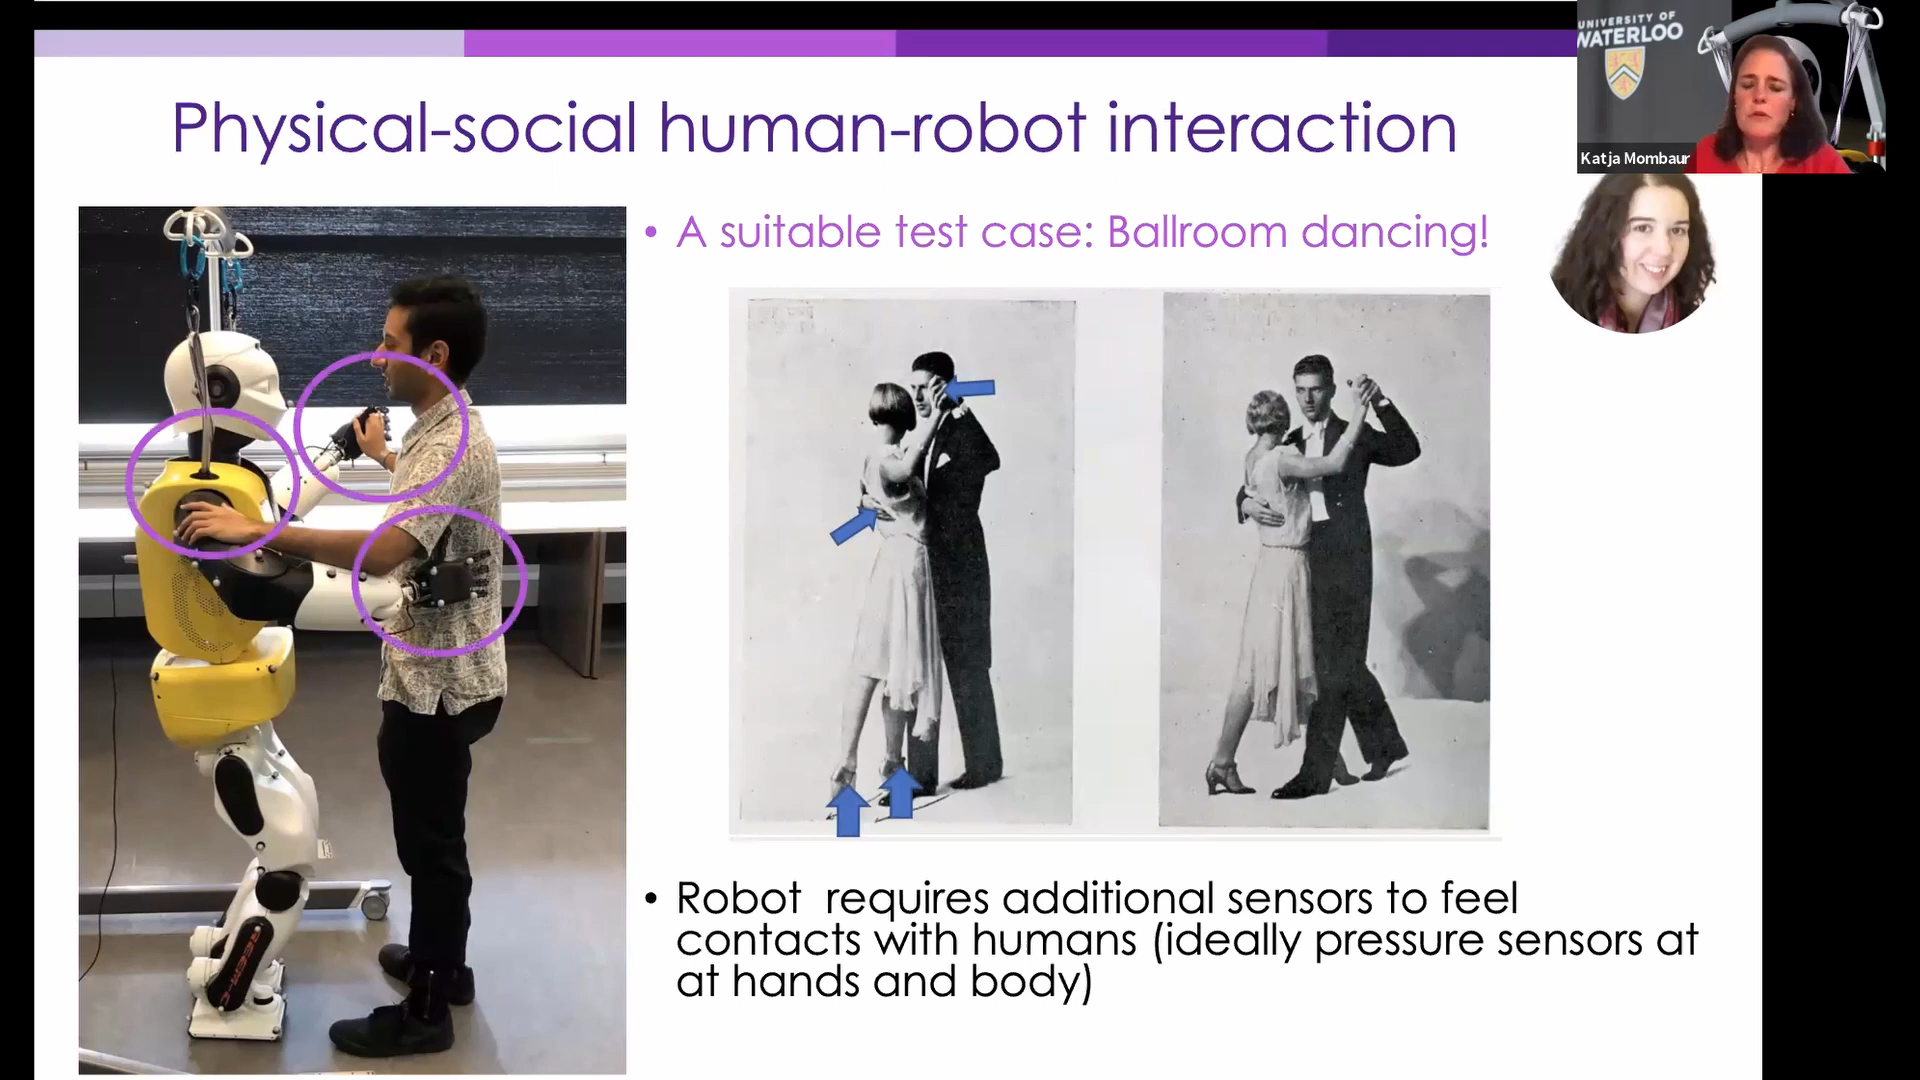 UNIVERSITY OF
WATERLOO
Katja Mombaur
Physical-social human-robot interaction
• A suitable test case: Ballroom dancing!
• Robot requires additional sensors to feel
contacts with humans (ideally pressure sensors at
at hands and body)
REEM-C